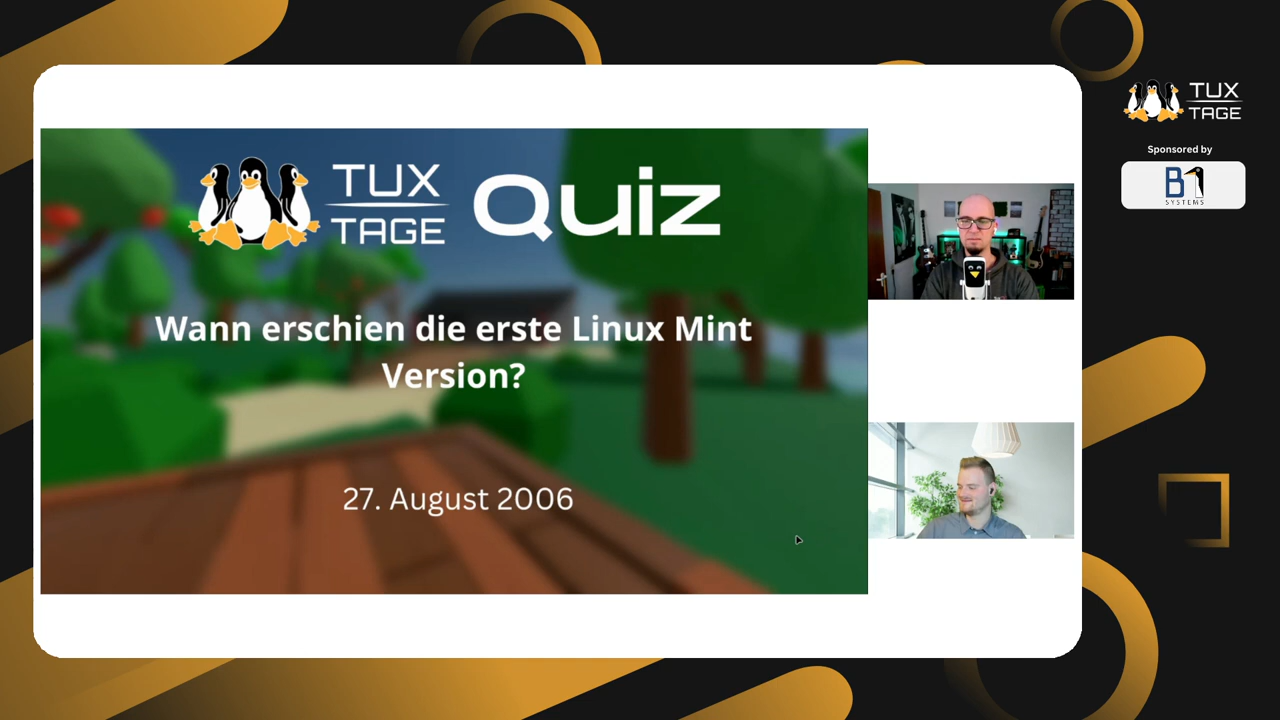 TUX
TAGE
Quiz
Wann erschien die erste Linux Mint
Version?
27. August 2006
TUX
TAGE
Sponsored by
B1
SYSTEMS